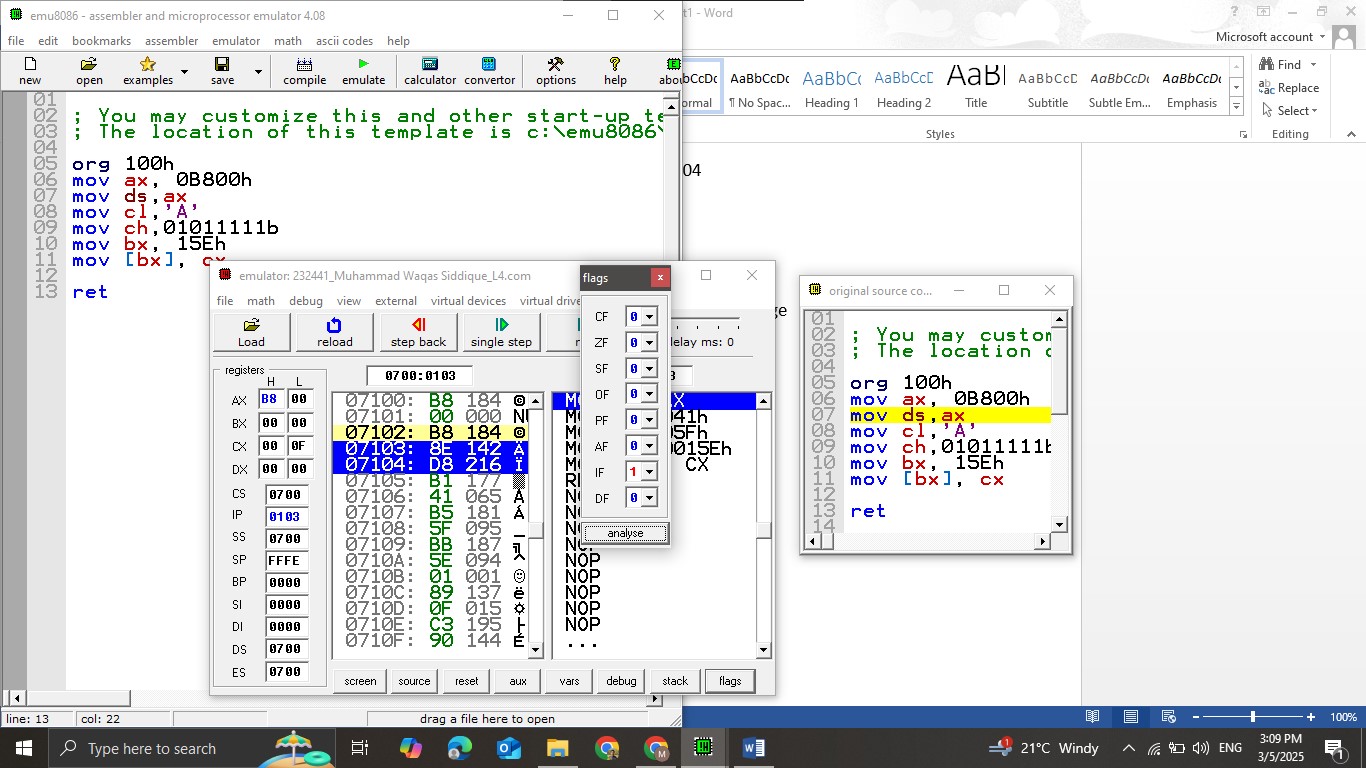 emu8086 - assembler and microprocessor emulator 4.08
t1 - Word
file edit bookmarks assembler emulator math ascii codes help
Microsoft account
new open examples save compile emulate calculator convertor options help abou
AaBbCcDc AaBbCc AaBbCcC AaB AaBbCcD AaBbCcDc AaBbCcDc
ormal ¶ No Spac... Heading 1 Heading 2 Title Subtitle Subtle Em... Emphasis
Find
Replace
Select
Styles Editing
01
02 ; You may customize this and other start-up te
03 ; The location of this template is c:\emu8086\
04
05 org 100h
06 mov ax, 0B800h
07 mov ds,ax
08 mov cl,'A'
09 mov ch,01011111b
10 mov bx, 15Eh
11 mov [bx], cx
12
13 ret
04
ge
emulator: 232441_Muhammad Waqas Siddique_L4.com
file math debug view external virtual devices virtual drive
Load reload step back single step
delay ms: 0
registers
H L
AX B8 00
BX 00 00
CX 00 0F
DX 00 00
CS 0700
IP 0103
SS 0700
SP FFFE
BP 0000
SI 0000
DI 0000
DS 0700
ES 0700
0700:0103
07100: B8 184
07101: 00 000 NU
07102: B8 184
07103: 8E 142 Ä
07104: D8 216
07105: B1 177 ▒
07106: 41 065 A
07107: B5 181 Á
07108: 5F 095 _
07109: BB 187 ╗
0710A: 5E 094 ^
0710B: 01 001 ☺
0710C: 89 137 ë
0710D: 0F 015 ☼
0710E: C3 195 ├
0710F: 90 144 É
03
CX
041h
05Fh
0015Eh
CX
NOP
NOP
NOP
NOP
NOP
...
flags
CF 0
ZF 0
SF 0
OF 0
PF 0
AF 0
IF 1
DF 0
analyse
screen source reset aux vars debug stack flags
original source co...
01
02 ; You may custom
03 ; The location o
04
05 org 100h
06 mov ax, 0B800h
07 mov ds,ax
08 mov cl,'A'
09 mov ch,01011111b
10 mov bx, 15Eh
11 mov [bx], cx
12
13 ret
14
line: 13 col: 22 drag a file here to open
100%
Type here to search
21°C Windy
ENG
3:09 PM
3/5/2025
1
1